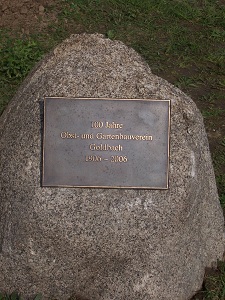 100 Jahre
Obst- und Gartenbauverein
Goldbach
1906 - 2006